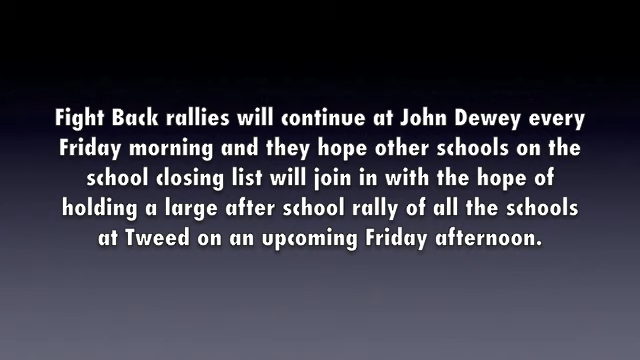 Fight Back rallies will continue at John Dewey every
Friday morning and they hope other schools on the
school closing list will join in with the hope of
holding a large after school rally of all the schools
at Tweed on an upcoming Friday afternoon.